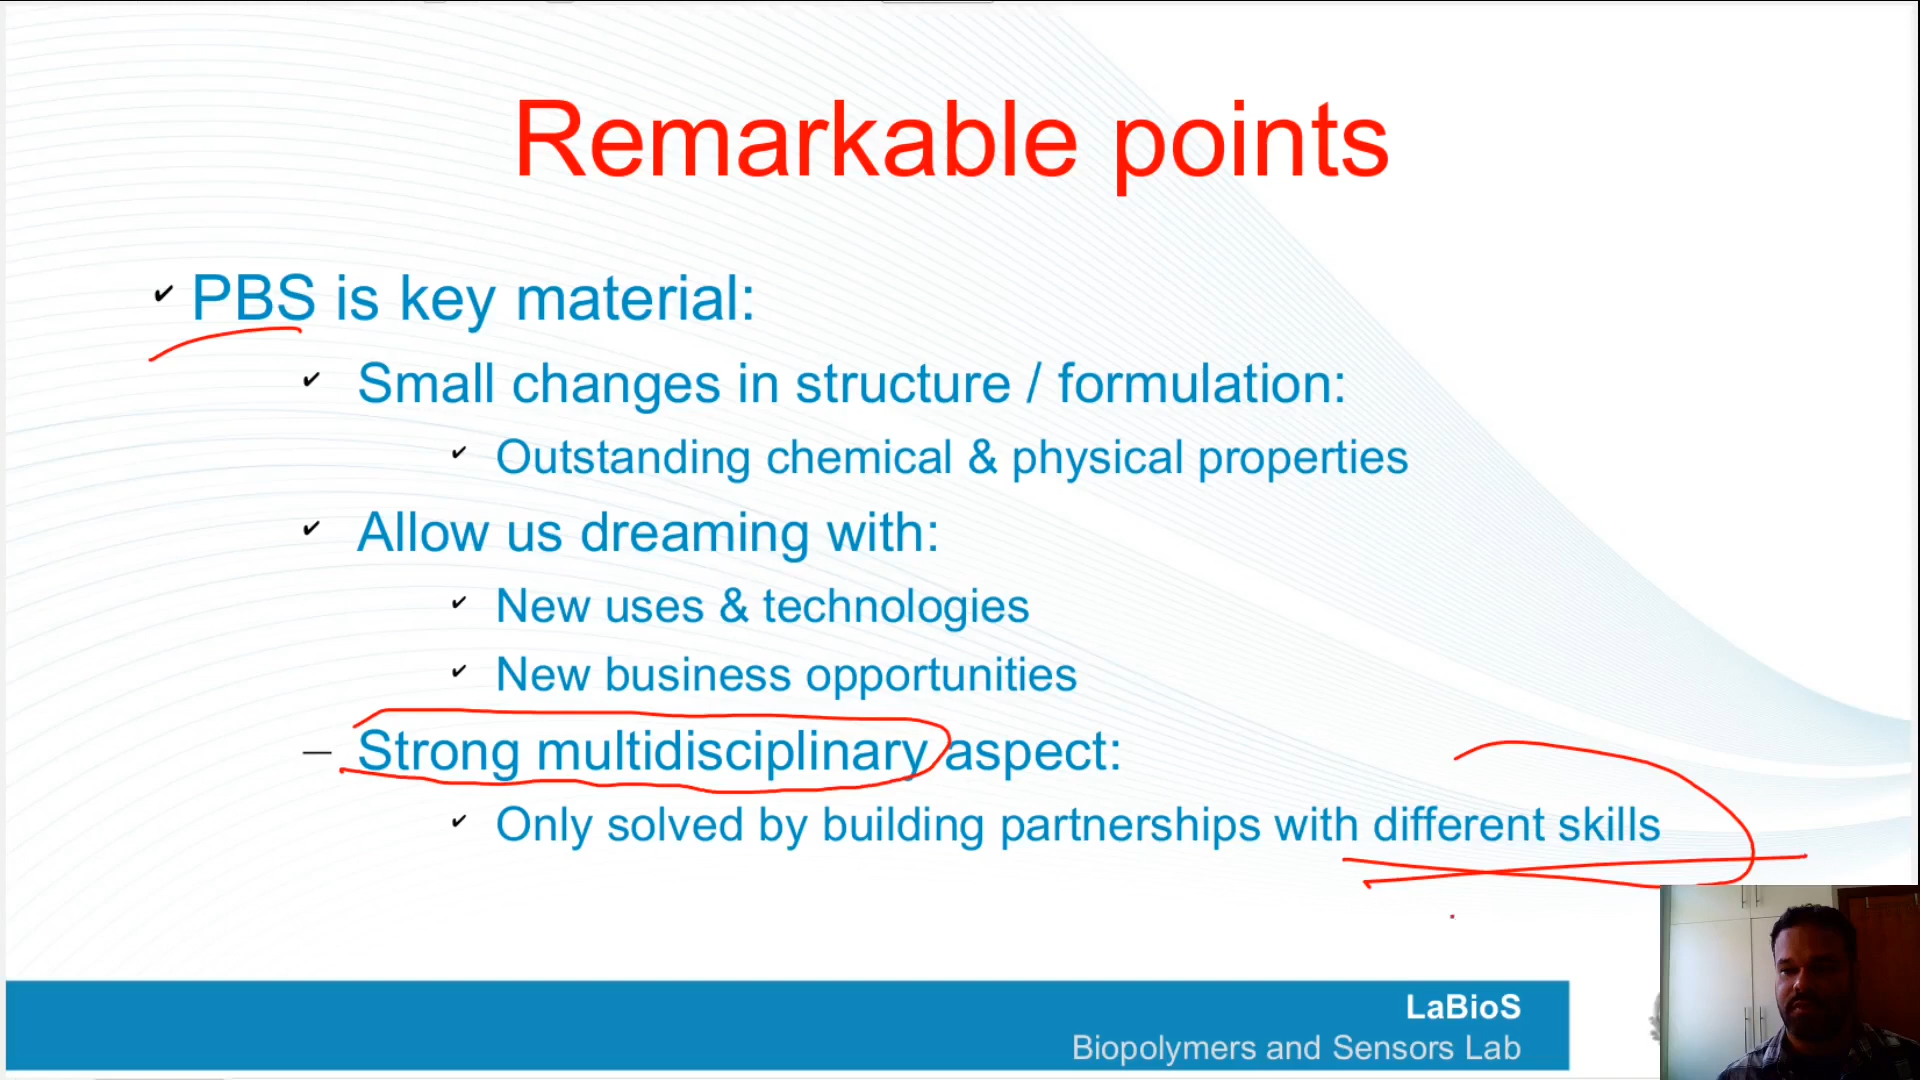 Remarkable points
✔ PBS is key material:
✔ Small changes in structure / formulation:
✔ Outstanding chemical & physical properties
✔ Allow us dreaming with:
✔ New uses & technologies
✔ New business opportunities
– Strong multidisciplinary aspect:
✔ Only solved by building partnerships with different skills
LaBioS
Biopolymers and Sensors Lab